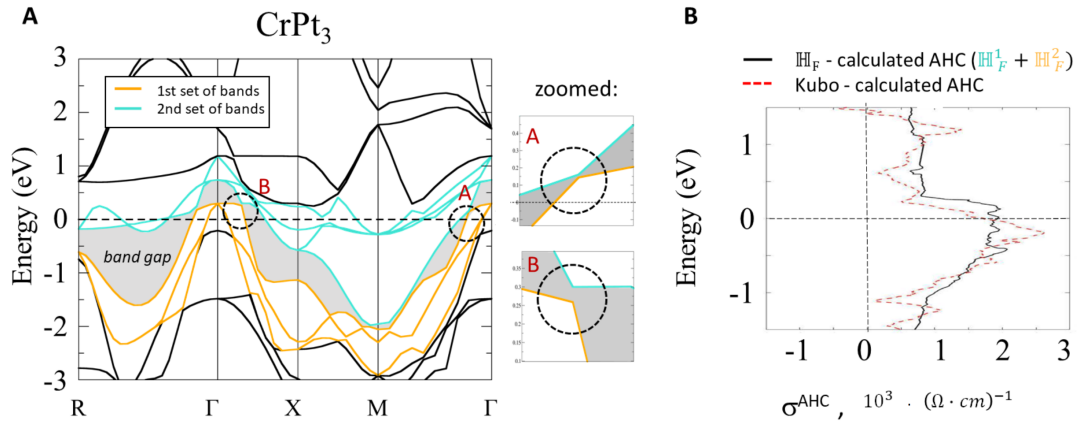 A
CrPt3
Energy (eV)
3
2
1
0
-1
-2
-3
1st set of bands
2nd set of bands
B
A
band gap
R
Γ
X
M
Γ
zoomed:
A
B
B
ℍF - calculated AHC (ℍ¹F + ℍ²F)
Kubo - calculated AHC
Energy (eV)
1
0
-1
-1
0
1
2
3
σAHC , 10³ · (Ω · cm)⁻¹